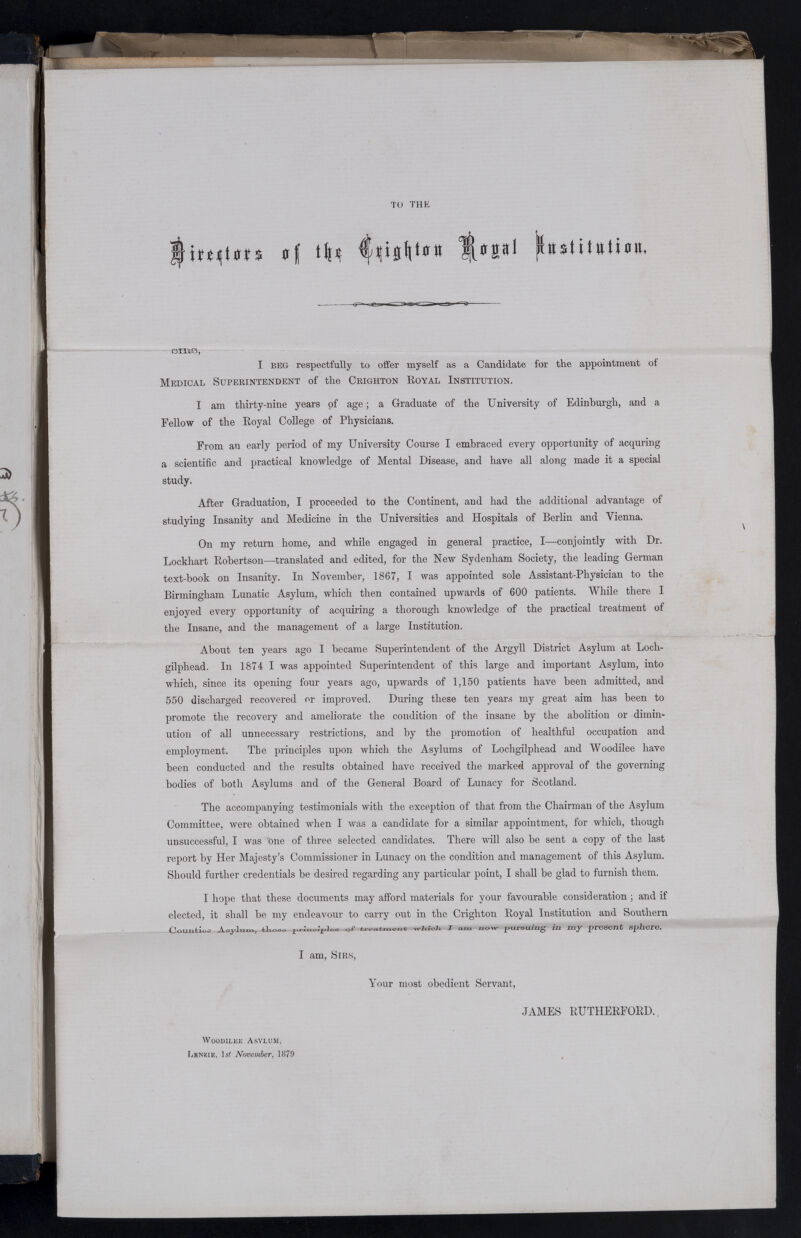 TO THE
Directors of the Crighton Royal Institution.
SIRS,
I BEG respectfully to offer myself as a Candidate for the appointment of
MEDICAL SUPERINTENDENT of the CRIGHTON ROYAL INSTITUTION.
I am thirty-nine years of age; a Graduate of the University of Edinburgh, and a
Fellow of the Royal College of Physicians.
From an early period of my University Course I embraced every opportunity of acquring
a scientific and practical knowledge of Mental Disease, and have all along made it a special
study.
After Graduation, I proceeded to the Continent, and had the additional advantage of
studying Insanity and Medicine in the Universities and Hospitals of Berlin and Vienna.
On my return home, and while engaged in general practice, I—conjointly with Dr.
Lockhart Robertson—translated and edited, for the New Sydenham Society, the leading German
text-book on Insanity. In November, 1867, I was appointed sole Assistant-Physician to the
Birmingham Lunatic Asylum, which then contained upwards of 600 patients. While there I
enjoyed every opportunity of acquiring a thorough knowledge of the practical treatment of
the Insane, and the management of a large Institution.
About ten years ago I became Superintendent of the Argyll District Asylum at Loch-
gilphead. In 1874 I was appointed Superintendent of this large and important Asylum, into
which, since its opening four years ago, upwards of 1,150 patients have been admitted, and
550 discharged recovered or improved. During these ten years my great aim has been to
promote the recovery and ameliorate the condition of the insane by the abolition or dimin-
ution of all unnecessary restrictions, and by the promotion of healthful occupation and
employment. The principles upon which the Asylums of Lochgilphead and Woodilee have
been conducted and the results obtained have received the marked approval of the governing
bodies of both Asylums and of the General Board of Lunacy for Scotland.
The accompanying testimonials with the exception of that from the Chairman of the Asylum
Committee, were obtained when I was a candidate for a similar appointment, for which, though
unsuccessful, I was one of three selected candidates. There will also be sent a copy of the last
report by Her Majesty's Commissioner in Lunacy on the condition and management of this Asylum.
Should further credentials be desired regarding any particular point, I shall be glad to furnish them.
I hope that these documents may afford materials for your favourable consideration; and if
elected, it shall be my endeavour to carry out in the Crighton Royal Institution and Southern
Counties Asylum, those principles of treatment which I am now pursuing in my present sphere.
I am, SIRS,
Your most obedient Servant,
JAMES RUTHERFORD.
WOODILEE ASYLUM,
LENZIE, 1st November, 1879